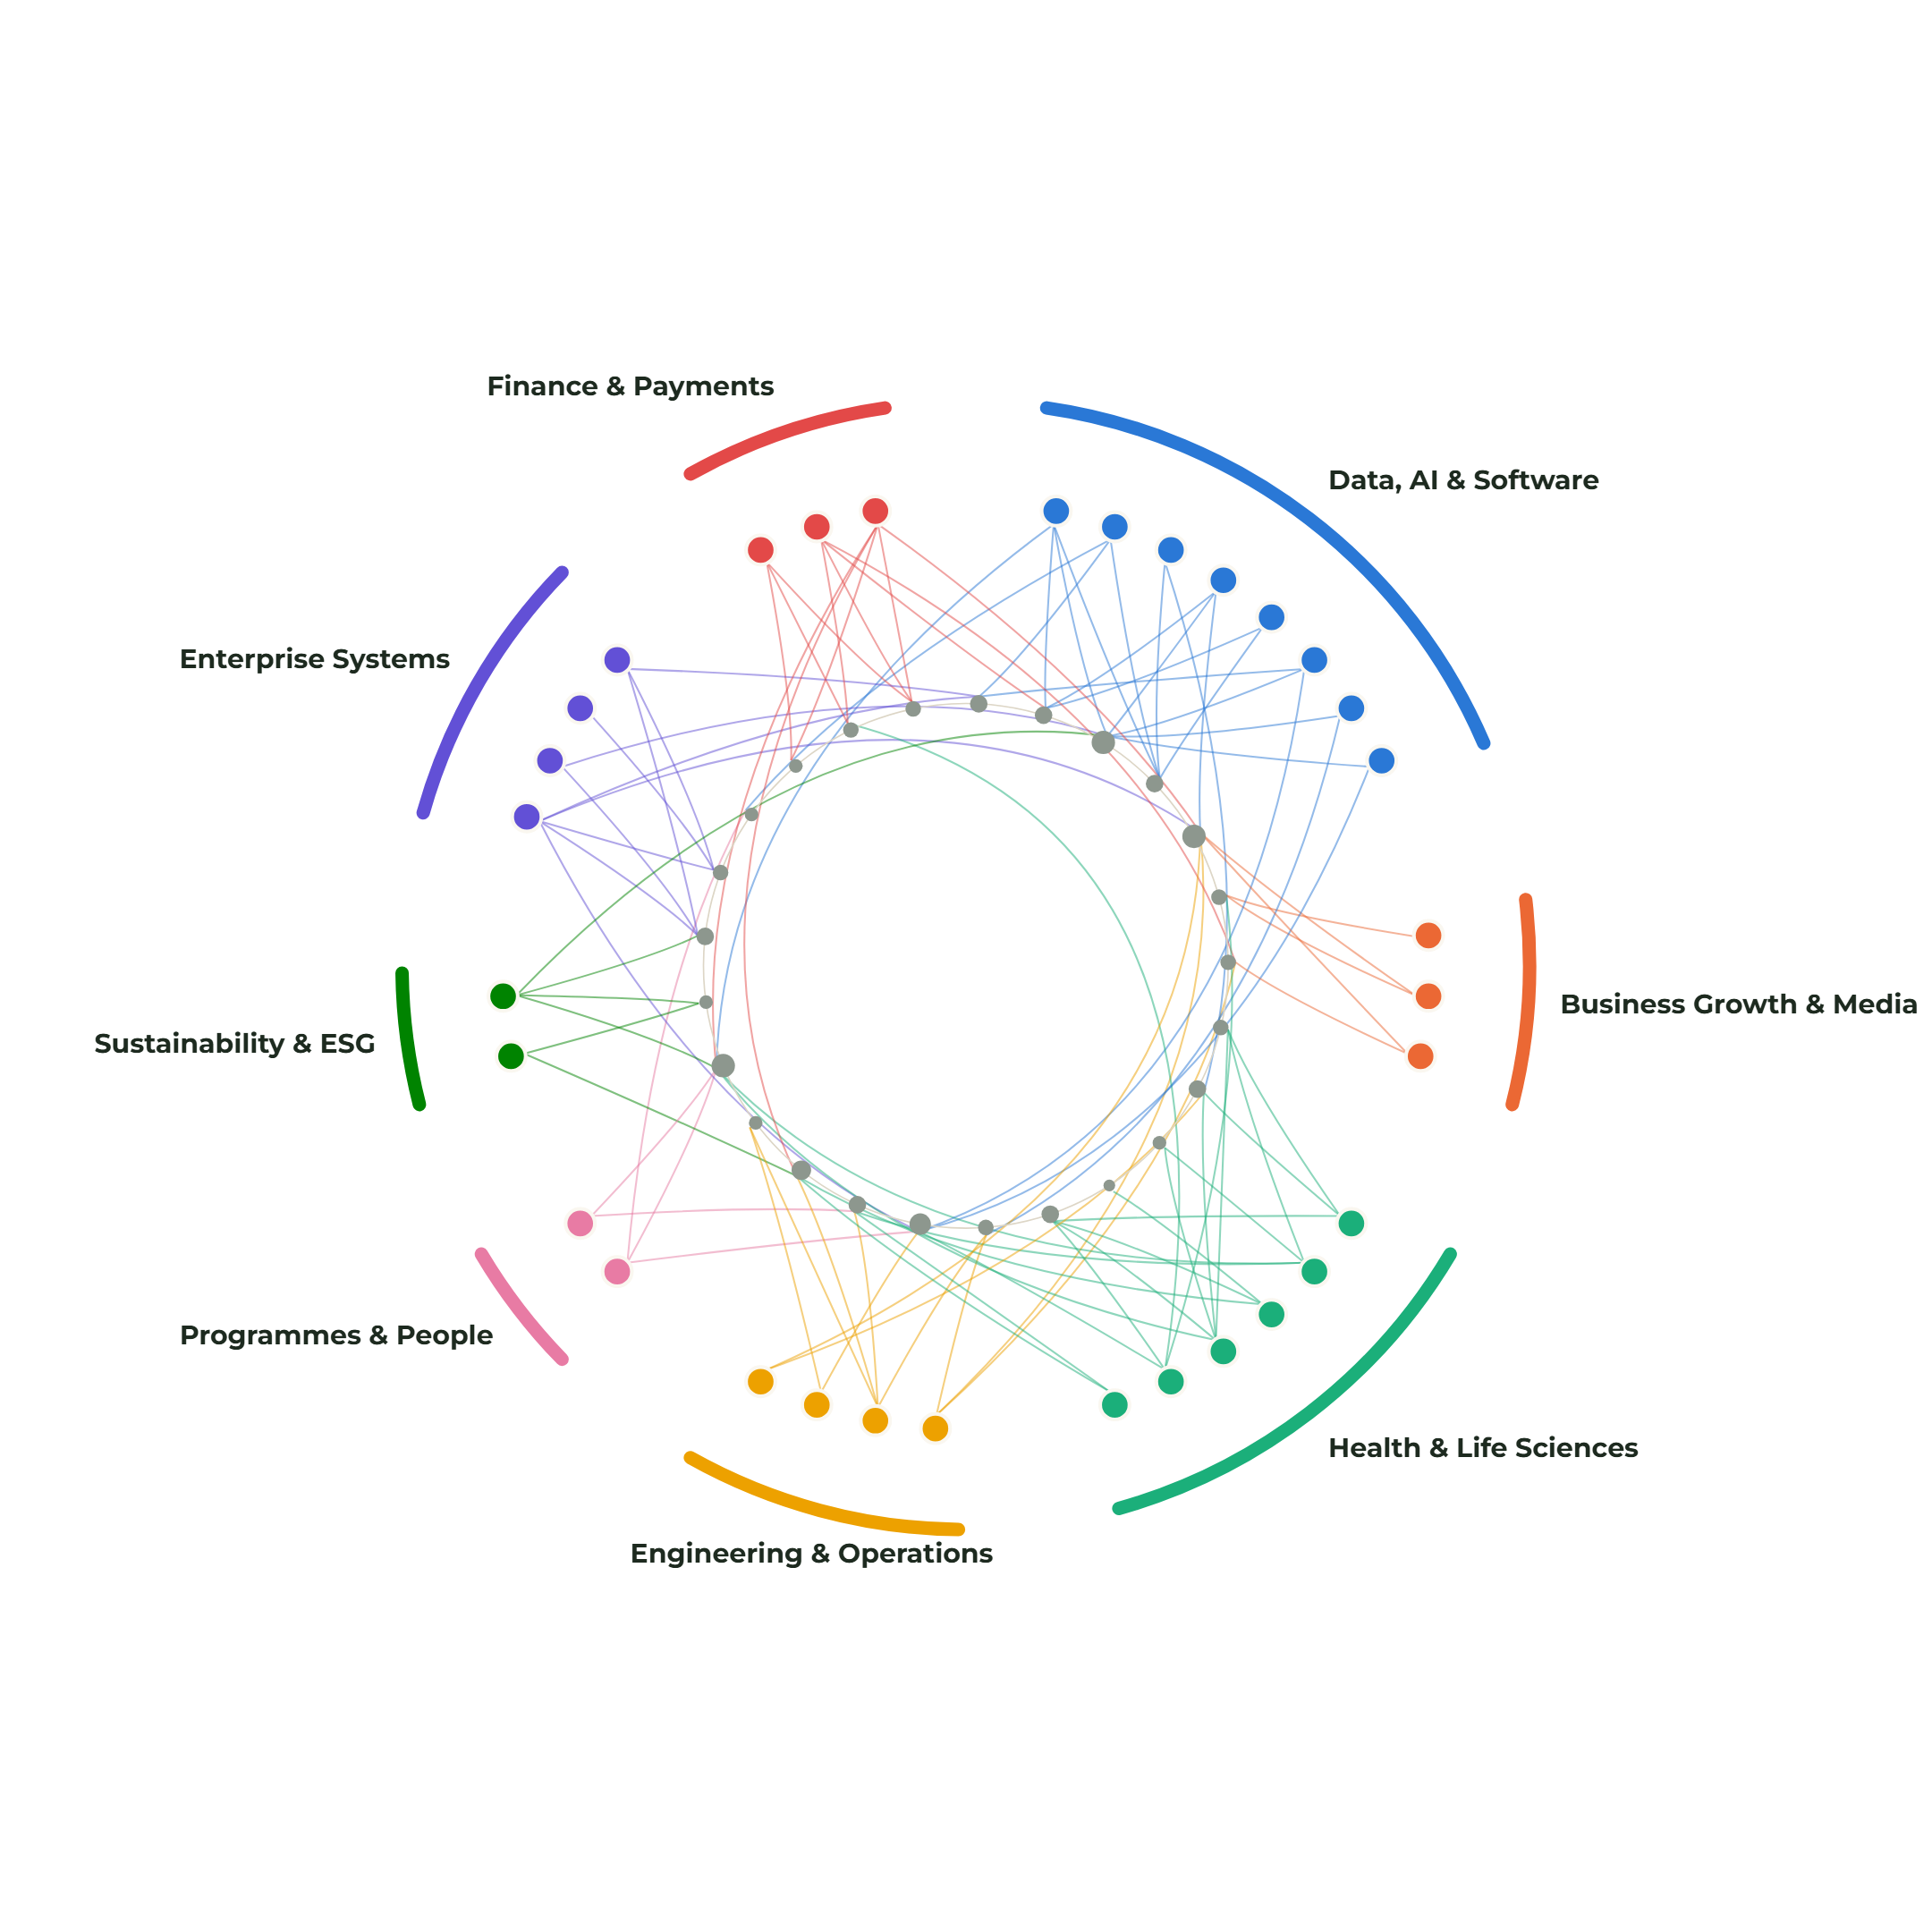 Finance & Payments
Data, AI & Software
Enterprise Systems
Business Growth & Media
Sustainability & ESG
Programmes & People
Health & Life Sciences
Engineering & Operations